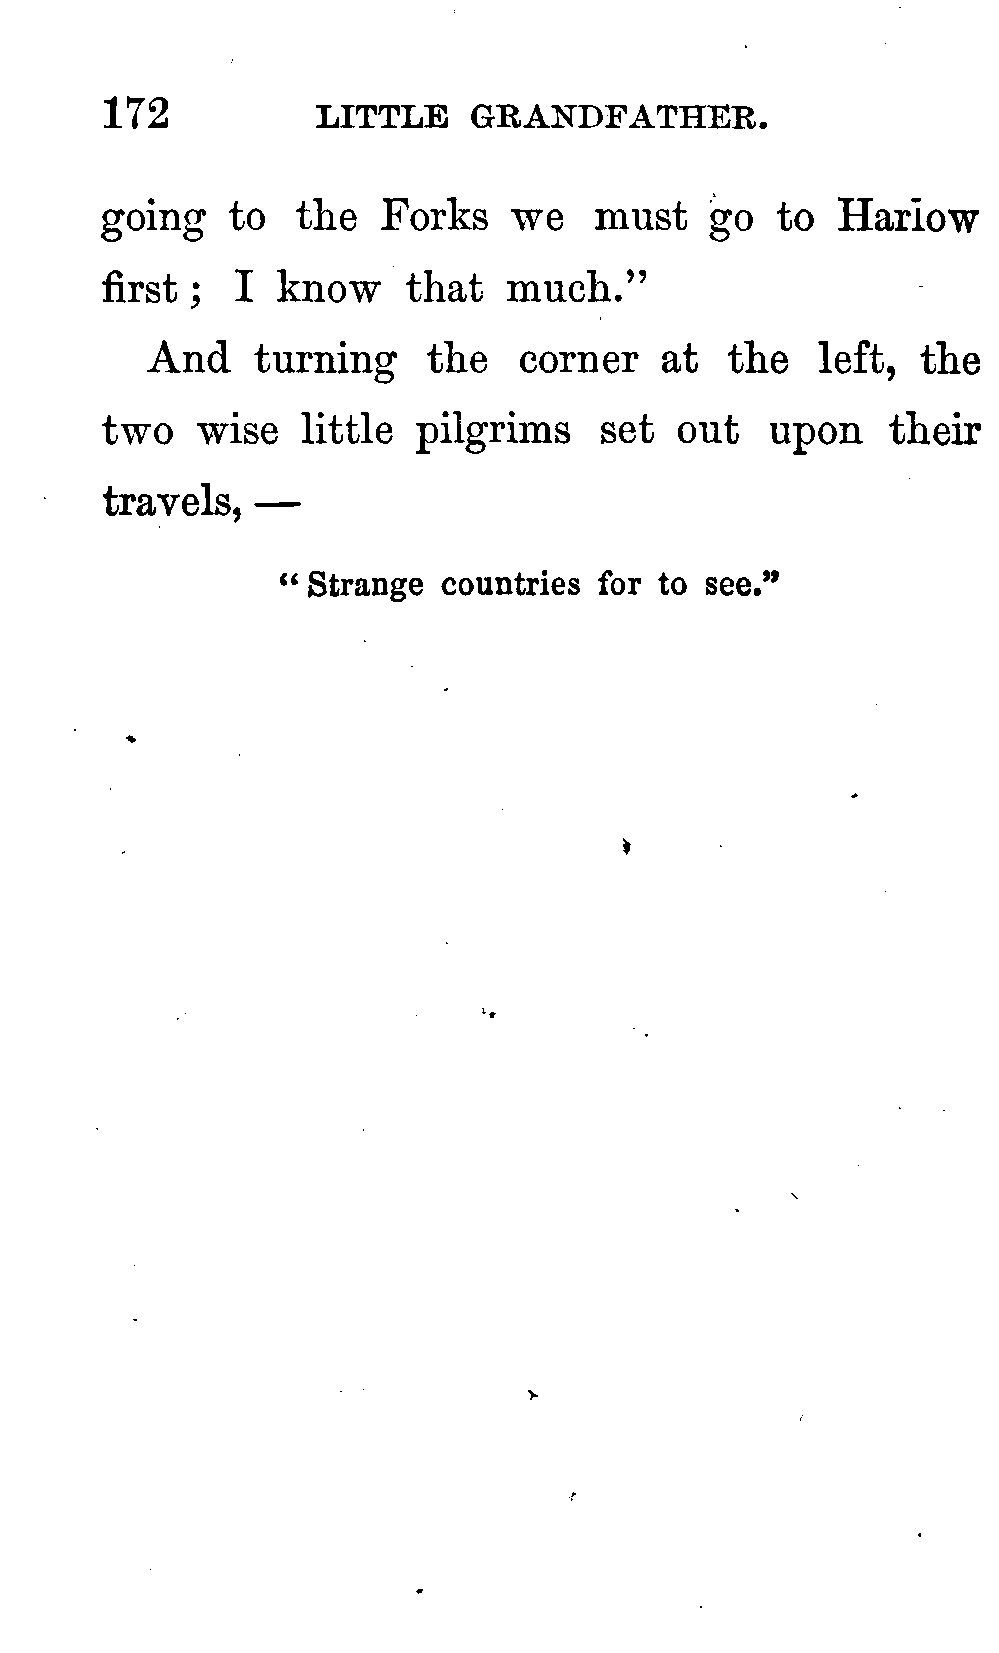 172 LITTLE GRANDFATHER.
going to the Forks we must go to Harlow
first; I know that much."
And turning the corner at the left, the
two wise little pilgrims set out upon their
travels, —
"Strange countries for to see."